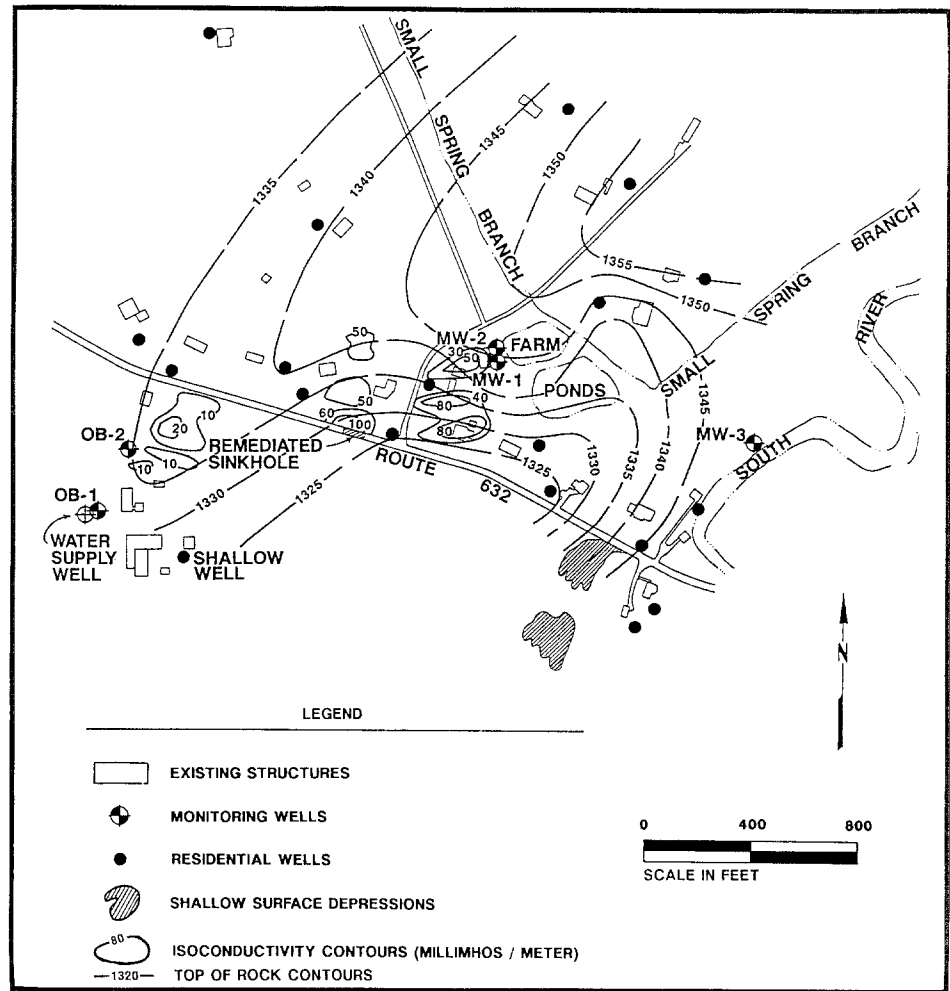 SMALL
SPRING
BRANCH
1335
1340
1345
1350
1355
1350
BRANCH
SPRING
SMALL
RIVER
SOUTH
MW-2
FARM
MW-1
PONDS
50
30
50
40
50
80
60
100
80
10
20
10
10
OB-2
REMEDIATED
SINKHOLE
ROUTE
632
1330
1325
1325
1330
1335
1340
1345
MW-3
OB-1
WATER
SUPPLY
WELL
SHALLOW
WELL
N
LEGEND
EXISTING STRUCTURES
MONITORING WELLS
RESIDENTIAL WELLS
SHALLOW SURFACE DEPRESSIONS
80 ISOCONDUCTIVITY CONTOURS (MILLIMHOS / METER)
1320 TOP OF ROCK CONTOURS
0 400 800
SCALE IN FEET